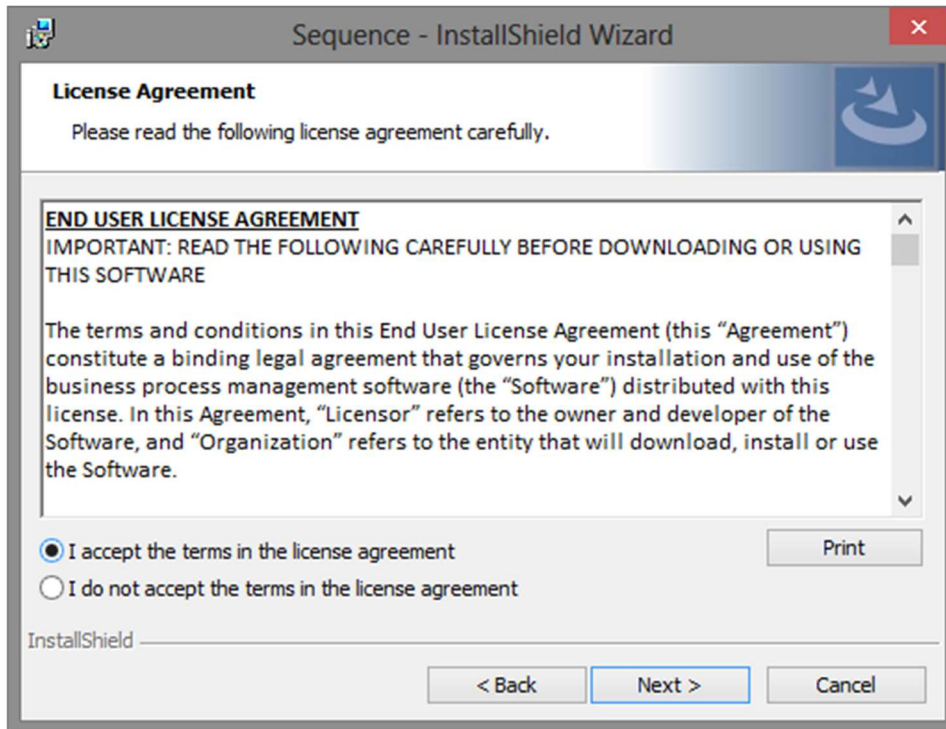 Sequence - InstallShield Wizard
License Agreement
Please read the following license agreement carefully.
END USER LICENSE AGREEMENT
IMPORTANT: READ THE FOLLOWING CAREFULLY BEFORE DOWNLOADING OR USING
THIS SOFTWARE
The terms and conditions in this End User License Agreement (this “Agreement”)
constitute a binding legal agreement that governs your installation and use of the
business process management software (the “Software”) distributed with this
license. In this Agreement, “Licensor” refers to the owner and developer of the
Software, and “Organization” refers to the entity that will download, install or use
the Software.
I accept the terms in the license agreement
Print
I do not accept the terms in the license agreement
InstallShield
< Back Next > Cancel